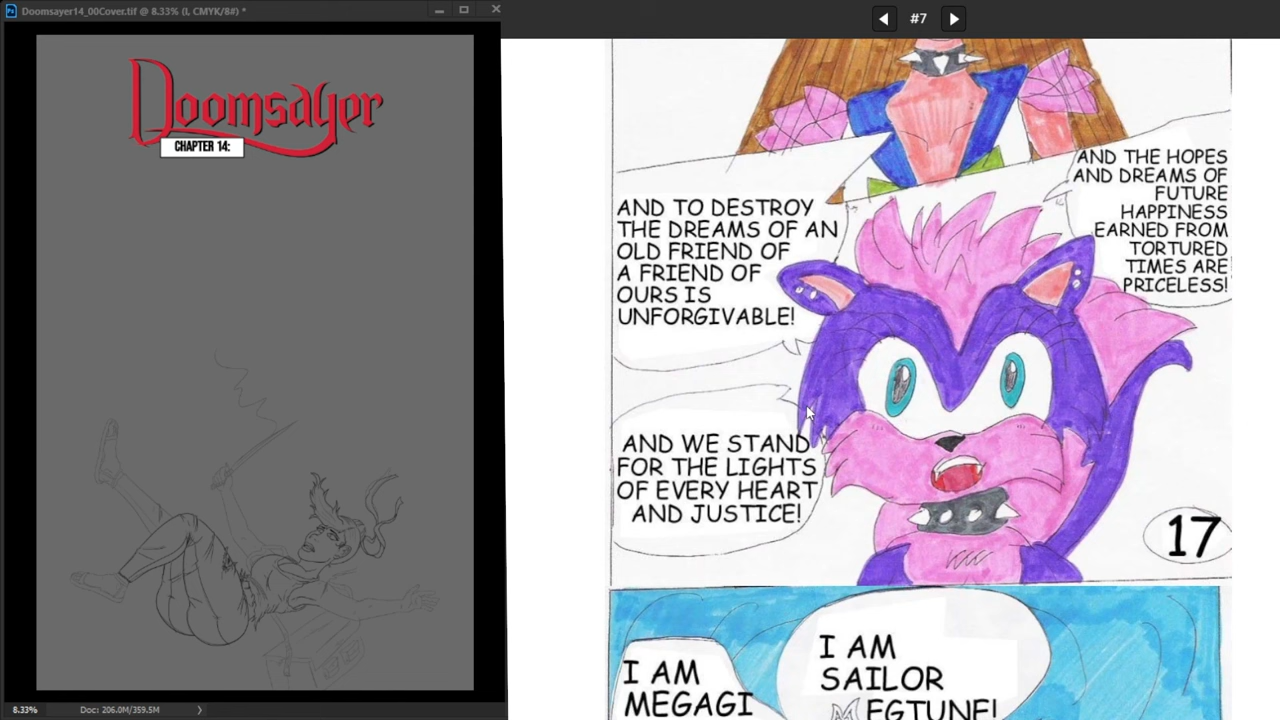 Doomsayer14_00Cover.tif @ 8.33% (I, CMYK/8#) *
Doomsayer
CHAPTER 14:
8.33%
Doc: 206.0M/359.5M
#7
AND THE HOPES
AND DREAMS OF
FUTURE
HAPPINESS
EARNED FROM
TORTURED
TIMES ARE
PRICELESS!
AND TO DESTROY
THE DREAMS OF AN
OLD FRIEND OF
A FRIEND OF
OURS IS
UNFORGIVABLE!
AND WE STAND
FOR THE LIGHTS
OF EVERY HEART
AND JUSTICE!
17
I AM
MEGAGI
I AM
SAILOR
MEGTUNE!